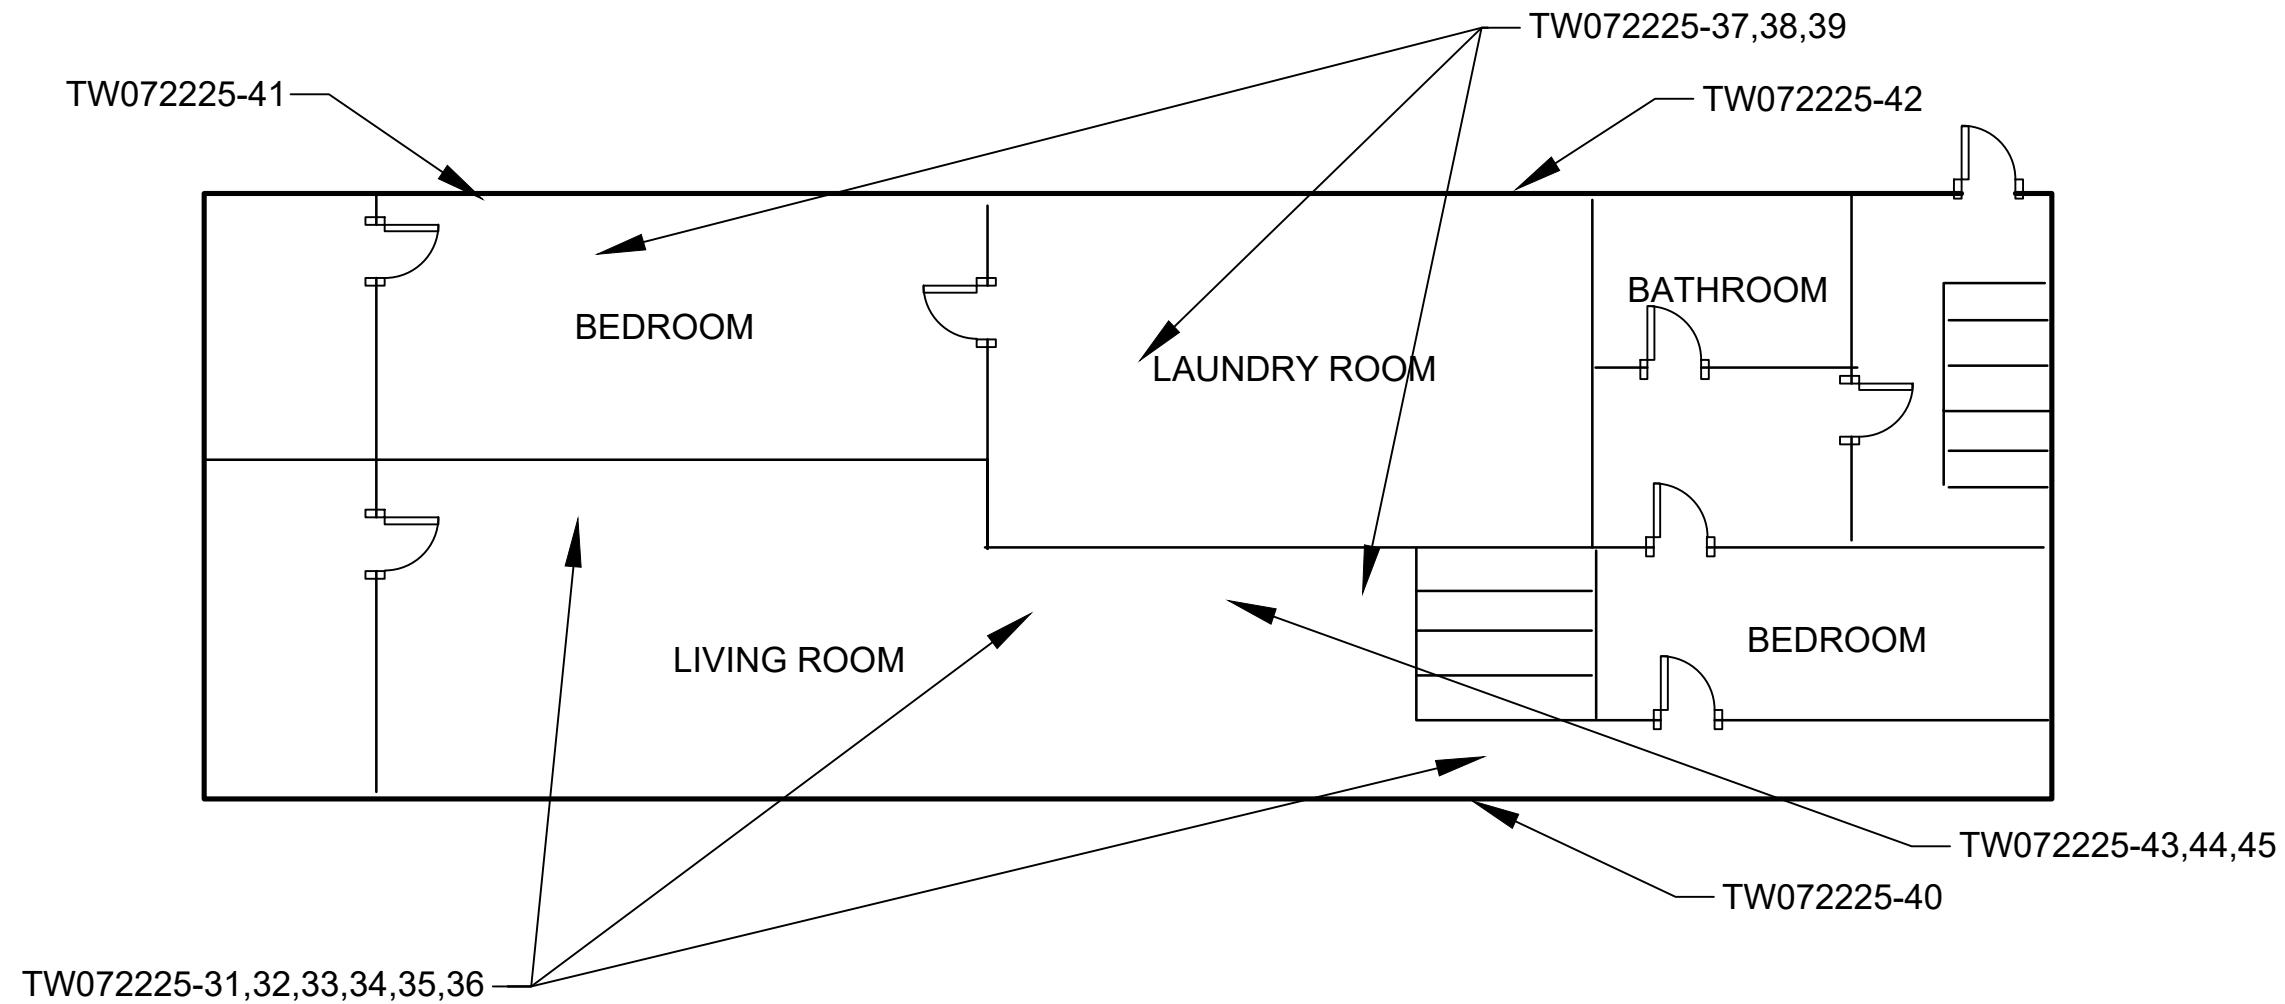 TW072225-37,38,39
TW072225-41
TW072225-42
BATHROOM
BEDROOM
LAUNDRY ROOM
BEDROOM
LIVING ROOM
TW072225-43,44,45
TW072225-40
TW072225-31,32,33,34,35,36